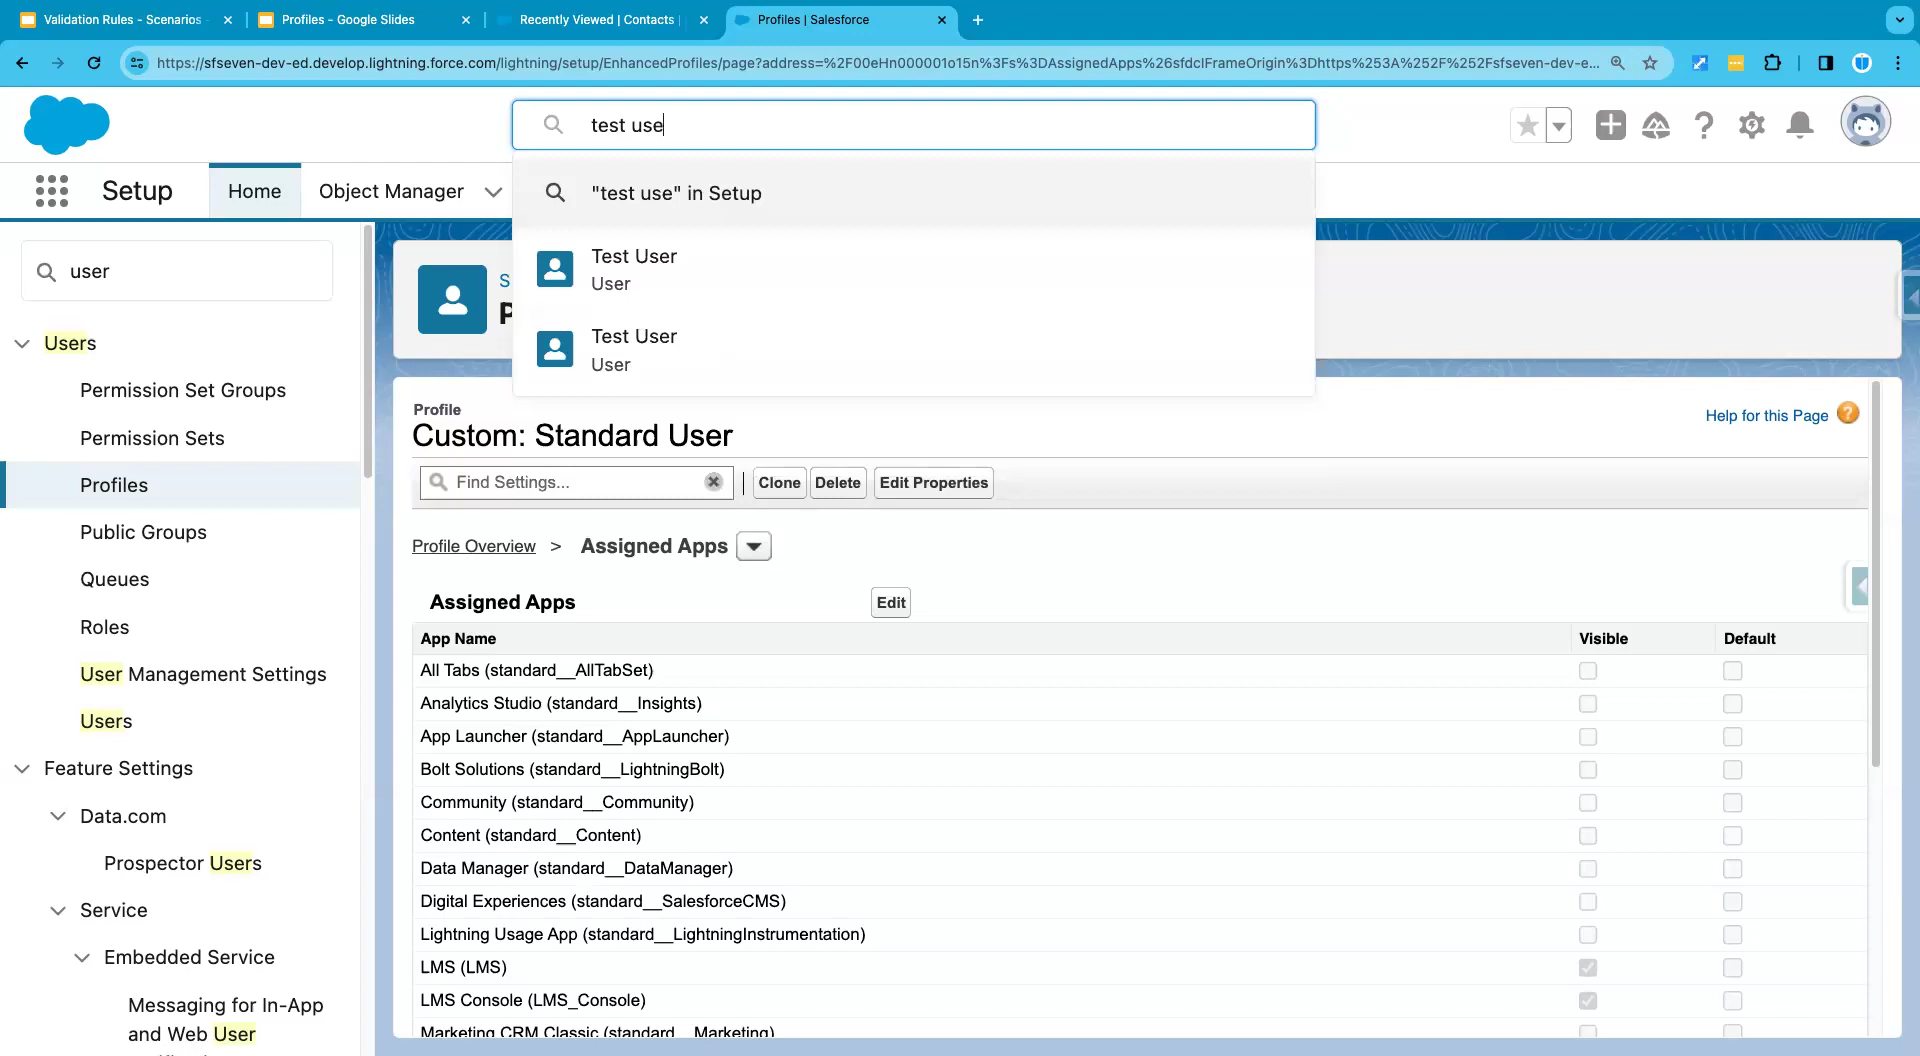 Validation Rules - Scenarios
Profiles - Google Slides
Recently Viewed | Contacts |
Profiles | Salesforce
https://sfseven-dev-ed.develop.lightning.force.com/lightning/setup/EnhancedProfiles/page?address=%2F00eHn000001o15n%3Fs%3DAssignedApps%26sfdcIFrameOrigin%3Dhttps%253A%252F%252Fsfseven-dev-e...
test use
Setup
Home
Object Manager
"test use" in Setup
Test User
User
Test User
User
user
Users
Permission Set Groups
Permission Sets
Profiles
Public Groups
Queues
Roles
User Management Settings
Users
Feature Settings
Data.com
Prospector Users
Service
Embedded Service
Messaging for In-App
and Web User
S
P
Profile
Custom: Standard User
Help for this Page ?
Find Settings...
Clone
Delete
Edit Properties
Profile Overview > Assigned Apps
Assigned Apps
Edit
App Name Visible Default
All Tabs (standard__AllTabSet)
Analytics Studio (standard__Insights)
App Launcher (standard__AppLauncher)
Bolt Solutions (standard__LightningBolt)
Community (standard__Community)
Content (standard__Content)
Data Manager (standard__DataManager)
Digital Experiences (standard__SalesforceCMS)
Lightning Usage App (standard__LightningInstrumentation)
LMS (LMS)
LMS Console (LMS_Console)
Marketing CRM Classic (standard__Marketing)